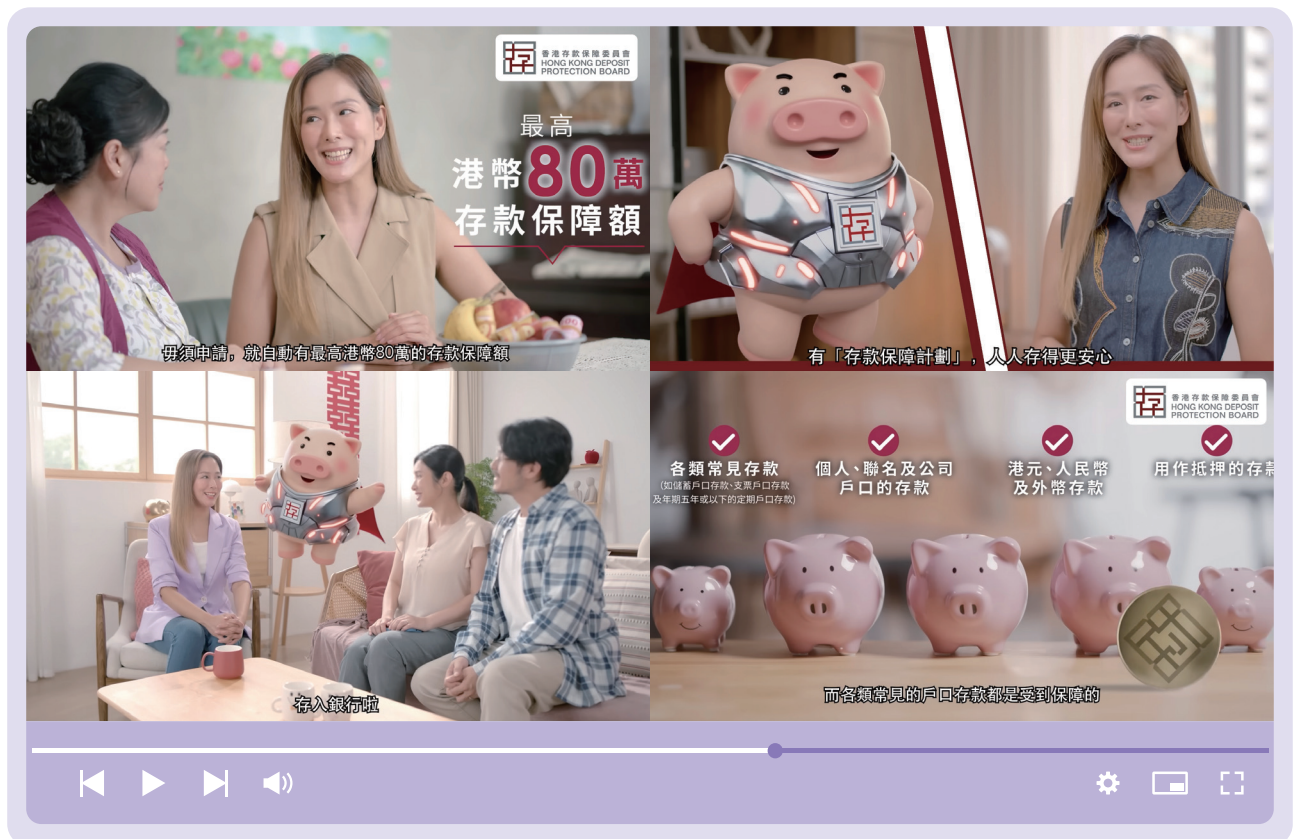 存
香港存款保障委員會
HONG KONG DEPOSIT
PROTECTION BOARD
最高
港幣80萬
存款保障額
毋須申請，就自動有最高港幣80萬的存款保障額
存
有「存款保障計劃」，人人存得更安心
囍
囍
存
存入銀行啦
存
香港存款保障委員會
HONG KONG DEPOSIT
PROTECTION BOARD
各類常見存款
(如儲蓄戶口存款、支票戶口存款
及年期五年或以下的定期戶口存款)
個人、聯名及公司
戶口的存款
港元、人民幣
及外幣存款
用作抵押的存款
存
而各類常見的戶口存款都是受到保障的